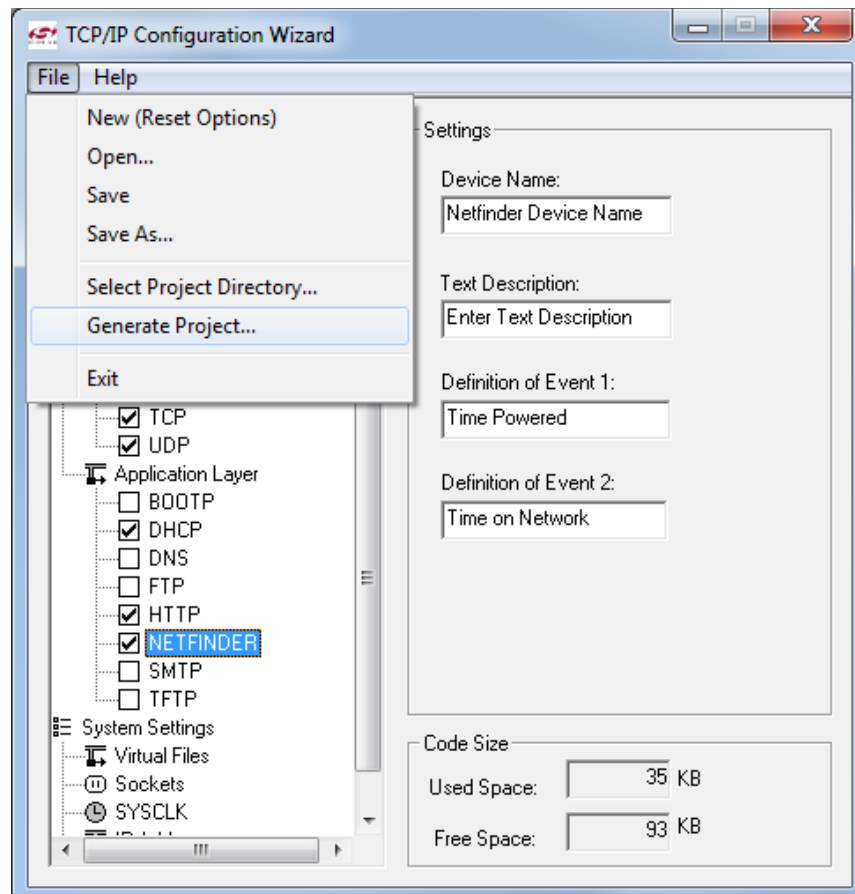 TCP/IP Configuration Wizard
File Help
New (Reset Options)
Open...
Save
Save As...
Select Project Directory...
Generate Project...
Exit
TCP
UDP
Application Layer
BOOTP
DHCP
DNS
FTP
HTTP
NETFINDER
SMTP
TFTP
System Settings
Virtual Files
Sockets
SYSCLK
Settings
Device Name:
Netfinder Device Name
Text Description:
Enter Text Description
Definition of Event 1:
Time Powered
Definition of Event 2:
Time on Network
Code Size
Used Space: 35 KB
Free Space: 93 KB